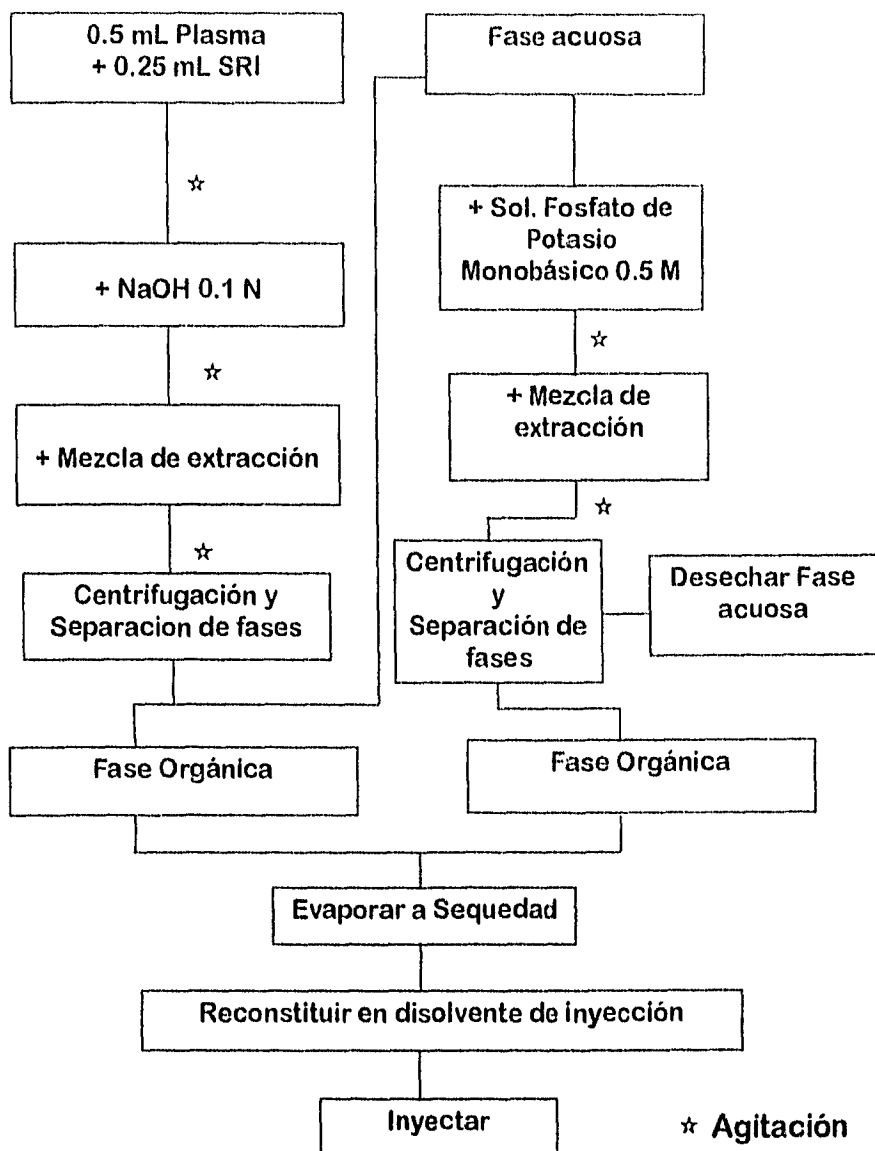 0.5 mL Plasma
+ 0.25 mL SRI
☆
+ NaOH 0.1 N
☆
+ Mezcla de extracción
☆
Centrifugación y
Separacion de fases
Fase Orgánica
Fase acuosa
+ Sol. Fosfato de
Potasio
Monobásico 0.5 M
☆
+ Mezcla de
extracción
☆
Centrifugación
y
Separación de
fases
Desechar Fase
acuosa
Fase Orgánica
Evaporar a Sequedad
Reconstituir en disolvente de inyección
Inyectar
☆ Agitación